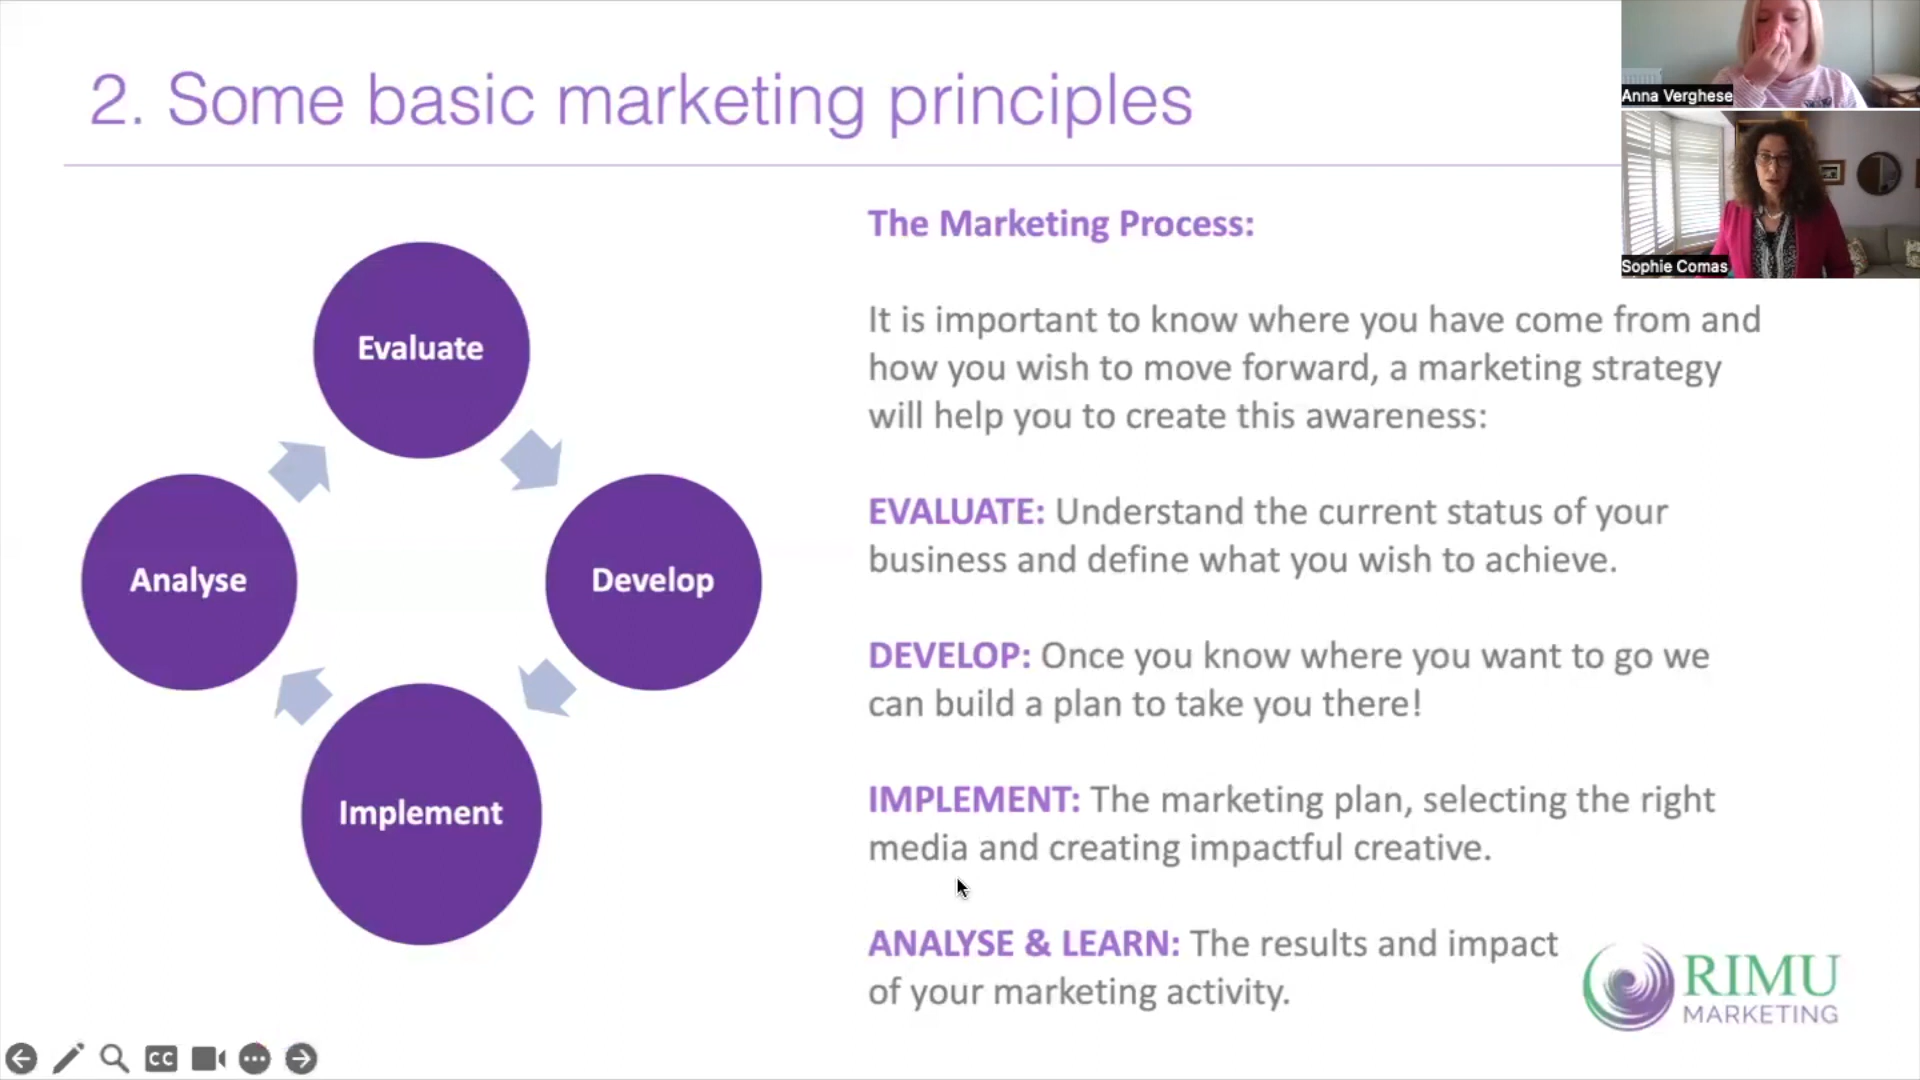 2. Some basic marketing principles
Anna Verghese
Sophie Comas
Evaluate
Develop
Analyse
Implement
The Marketing Process:
It is important to know where you have come from and
how you wish to move forward, a marketing strategy
will help you to create this awareness:
EVALUATE: Understand the current status of your
business and define what you wish to achieve.
DEVELOP: Once you know where you want to go we
can build a plan to take you there!
IMPLEMENT: The marketing plan, selecting the right
media and creating impactful creative.
ANALYSE & LEARN: The results and impact
of your marketing activity.
RIMU
MARKETING
CC